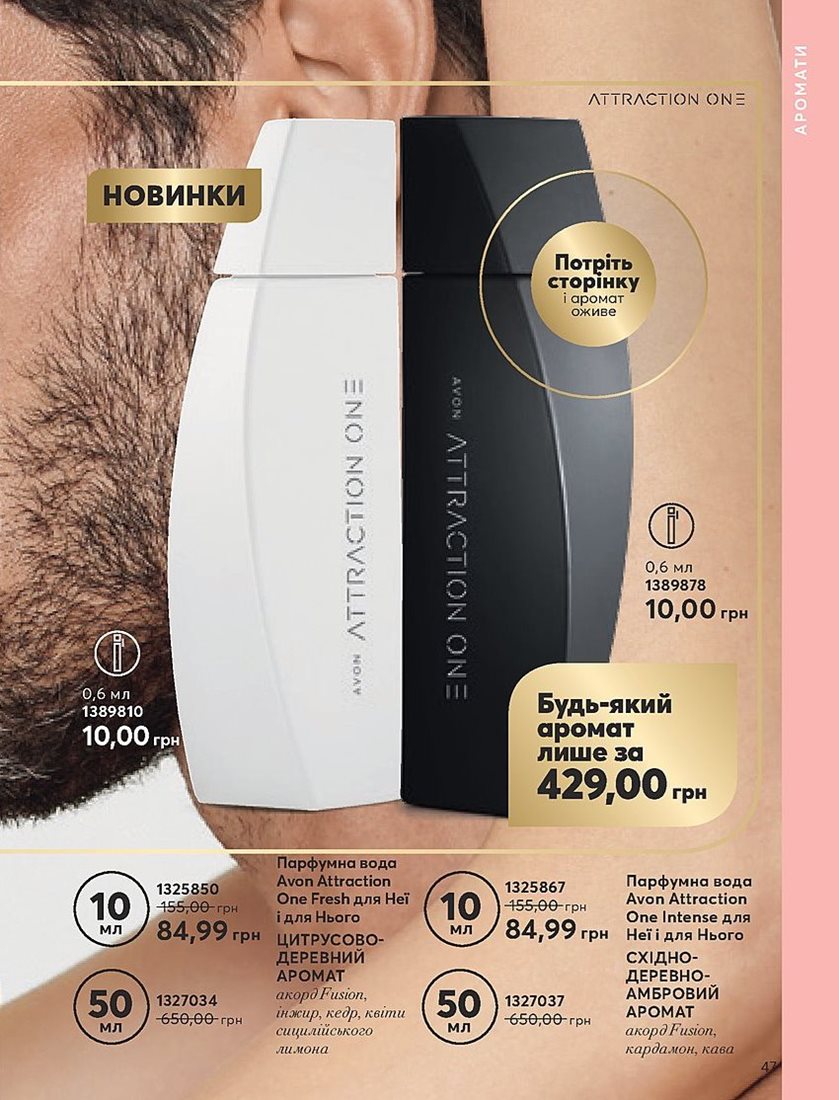 АРОМАТИ
ATTRACTION ONE
НОВИНКИ
Потріть
сторінку
і аромат
оживе
AVON ATTRACTION ONE
AVON ATTRACTION ONE
0,6 мл
1389878
10,00 грн
0,6 мл
1389810
10,00 грн
Будь-який
аромат
лише за
429,00 грн
10
мл
1325850
155,00 грн
84,99 грн
50
мл
1327034
650,00 грн
Парфумна вода
Avon Attraction
One Fresh для Неї
і для Нього
ЦИТРУСОВО-
ДЕРЕВНИЙ
АРОМАТ
акорд Fusion,
інжир, кедр, квіти
сицилійського
лимона
10
мл
1325867
155,00 грн
84,99 грн
50
мл
1327037
650,00 грн
Парфумна вода
Avon Attraction
One Intense для
Неї і для Нього
СХІДНО-
ДЕРЕВНО-
АМБРОВИЙ
АРОМАТ
акорд Fusion,
кардамон, кава
47